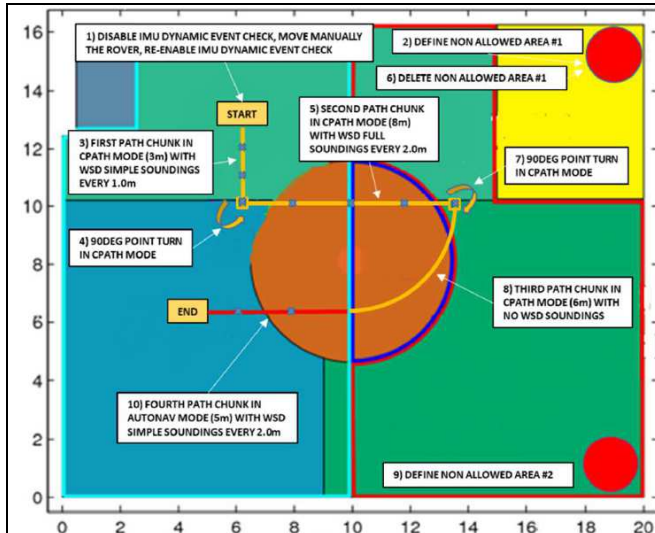 1) DISABLE IMU DYNAMIC EVENT CHECK, MOVE MANUALLY
THE ROVER, RE-ENABLE IMU DYNAMIC EVENT CHECK
2) DEFINE NON ALLOWED AREA #1
6) DELETE NON ALLOWED AREA #1
START
5) SECOND PATH CHUNK
IN CPATH MODE (8m)
WITH WSD FULL
SOUNDINGS EVERY 2.0m
3) FIRST PATH CHUNK
IN CPATH MODE (3m) WITH
WSD SIMPLE SOUNDINGS
EVERY 1.0m
7) 90DEG POINT TURN
IN CPATH MODE
4) 90DEG POINT TURN
IN CPATH MODE
8) THIRD PATH CHUNK IN
CPATH MODE (6m) WITH
NO WSD SOUNDINGS
END
10) FOURTH PATH CHUNK IN
AUTONAV MODE (5m) WITH WSD
SIMPLE SOUNDINGS EVERY 2.0m
9) DEFINE NON ALLOWED AREA #2
16
14
12
10
8
6
4
2
0
0 2 4 6 8 10 12 14 16 18 20